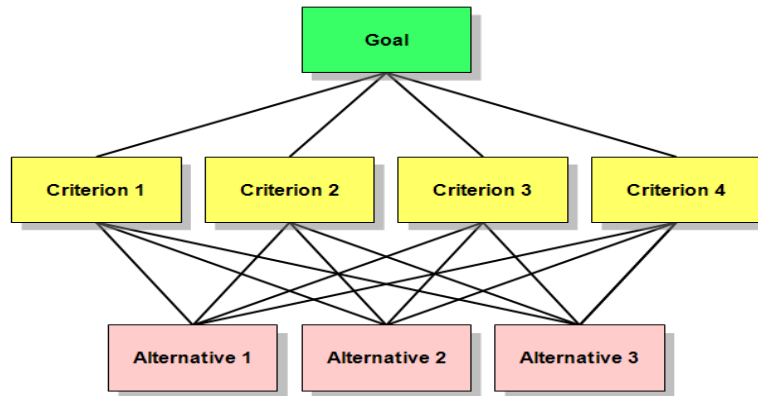 Goal
Criterion 1
Criterion 2
Criterion 3
Criterion 4
Alternative 1
Alternative 2
Alternative 3